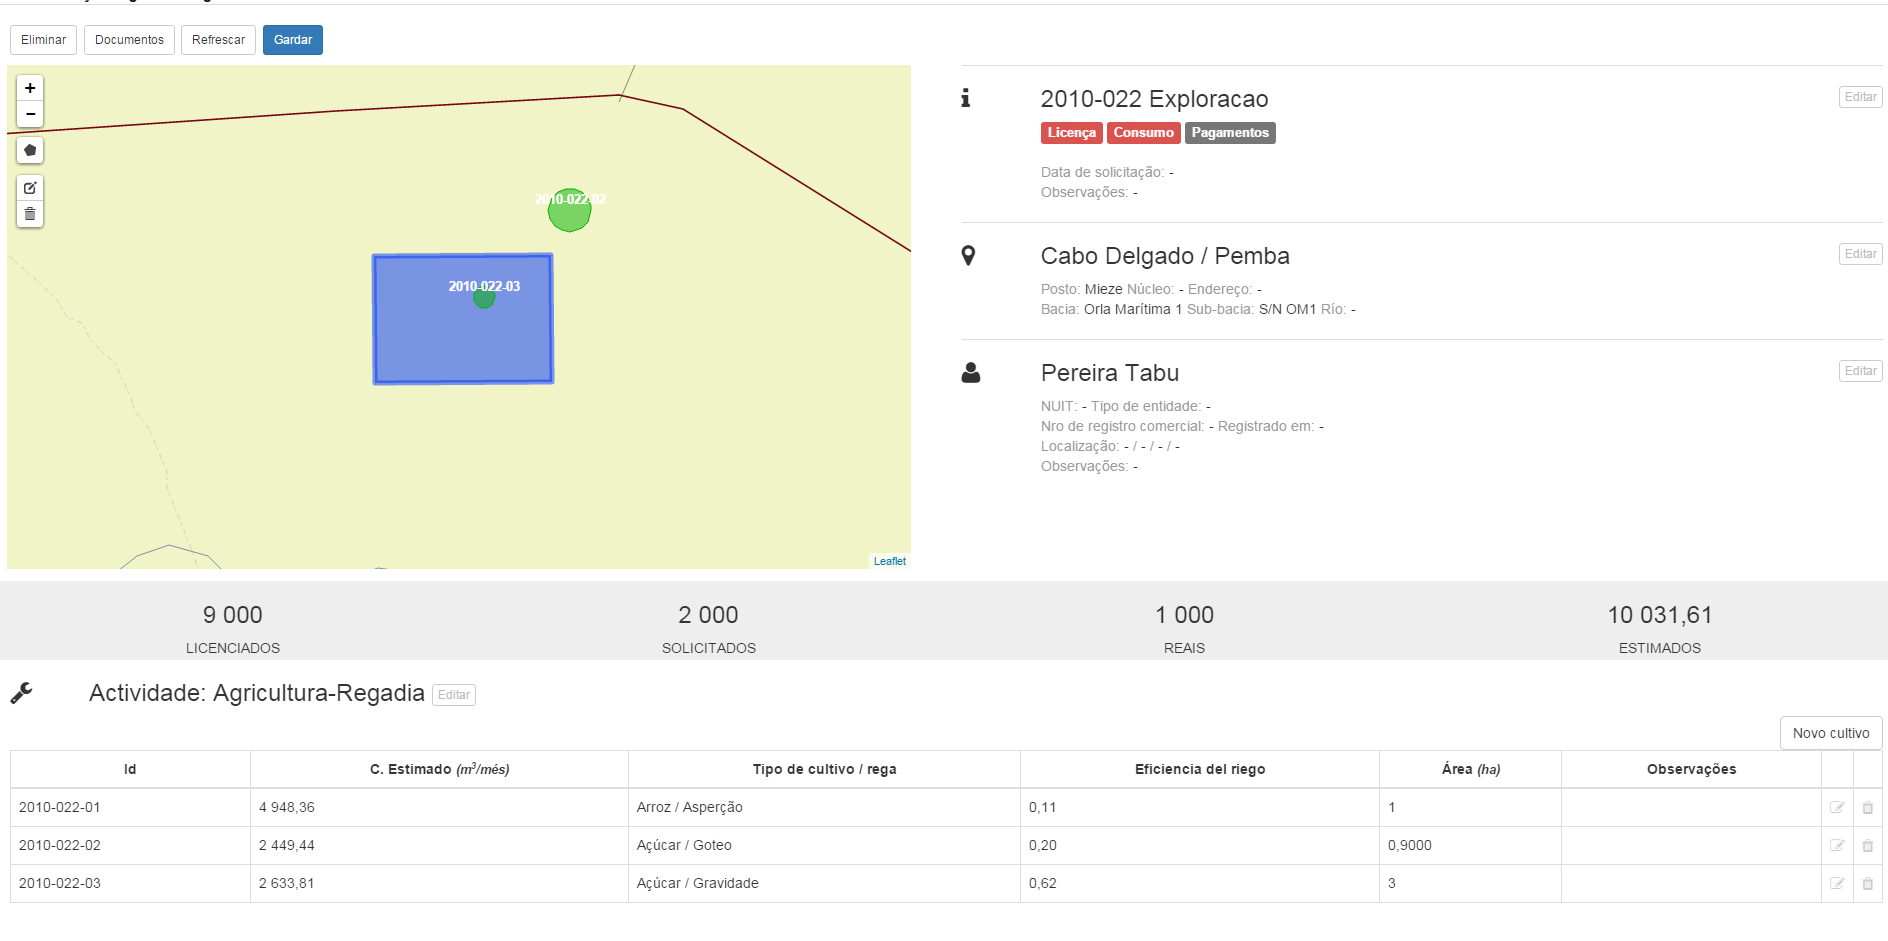 Eliminar Documentos Refrescar Gardar
+
−
2010-022-02
2010-022-03
Leaflet
2010-022 Exploracao Editar
Licença Consumo Pagamentos
Data de solicitação: -
Observações: -
Cabo Delgado / Pemba Editar
Posto: Mieze Núcleo: - Endereço: -
Bacia: Orla Marítima 1 Sub-bacia: S/N OM1 Río: -
Pereira Tabu Editar
NUIT: - Tipo de entidade: -
Nro de registro comercial: - Registrado em: -
Localização: - / - / - / -
Observações: -
9 000 2 000 1 000 10 031,61
LICENCIADOS SOLICITADOS REAIS ESTIMADOS
Actividade: Agricultura-Regadia Editar
Novo cultivo
Id C. Estimado (m³/més) Tipo de cultivo / rega Eficiencia del riego Área (ha) Observações
2010-022-01 4 948,36 Arroz / Asperção 0,11 1
2010-022-02 2 449,44 Açúcar / Goteo 0,20 0,9000
2010-022-03 2 633,81 Açúcar / Gravidade 0,62 3